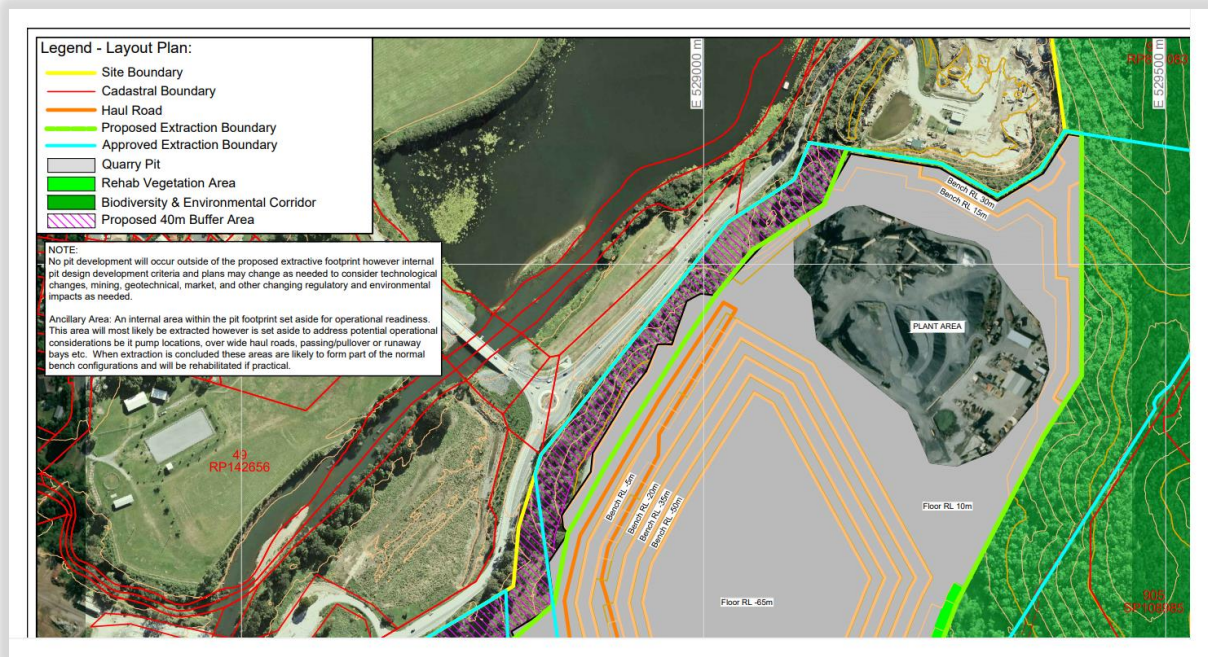 Legend - Layout Plan:
Site Boundary
Cadastral Boundary
Haul Road
Proposed Extraction Boundary
Approved Extraction Boundary
Quarry Pit
Rehab Vegetation Area
Biodiversity & Environmental Corridor
Proposed 40m Buffer Area
NOTE:
No pit development will occur outside of the proposed extractive footprint however internal
pit design development criteria and plans may change as needed to consider technological
changes, mining, geotechnical, market, and other changing regulatory and environmental
impacts as needed.
Ancillary Area: An internal area within the pit footprint set aside for operational readiness.
This area will most likely be extracted however is set aside to address potential operational
considerations be it pump locations, over wide haul roads, passing/pullover or runaway
bays etc. When extraction is concluded these areas are likely to form part of the normal
bench configurations and will be rehabilitated if practical.
E 529000 m
E 529500 m
Bench RL 30m
Bench RL 15m
PLANT AREA
49
RP142656
Bench RL -5m
Bench RL -20m
Bench RL -35m
Bench RL -50m
Floor RL 10m
Floor RL -65m